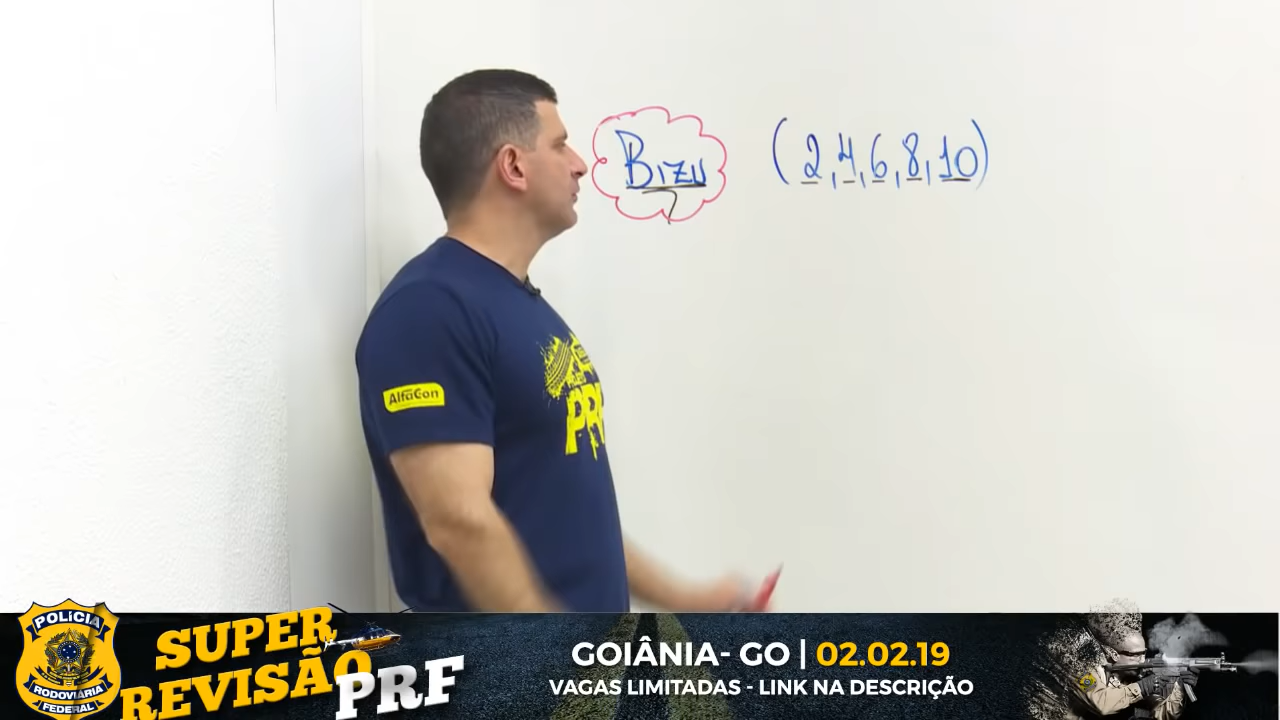 Bizu
(2,4,6,8,10)
AlfaCon
PRF
POLÍCIA
RODOVIÁRIA
FEDERAL
SUPER
REVISÃO
PRF
GOIÂNIA- GO | 02.02.19
VAGAS LIMITADAS - LINK NA DESCRIÇÃO